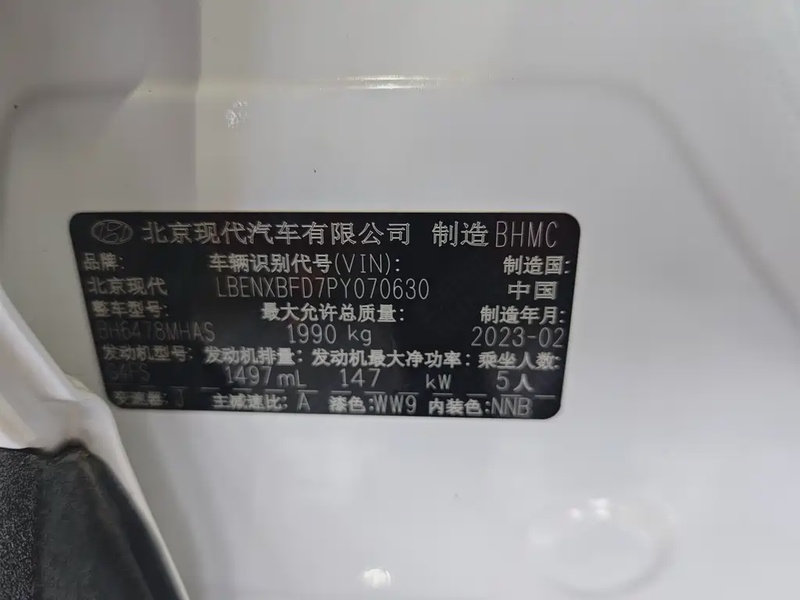 北京现代汽车有限公司 制造 BHMC
品牌: 车辆识别代号(VIN): 制造国:
北京现代 LBENXBFD7PY070630 中国
整车型号: 最大允许总质量: 制造年月:
BH6478MHAS 1990 kg 2023-02
发动机型号: 发动机排量: 发动机最大净功率: 乘坐人数:
G4FS 1497 mL 147 kW 5人
变速器: J 主减速比: A 漆色:WW9 内装色:NNB